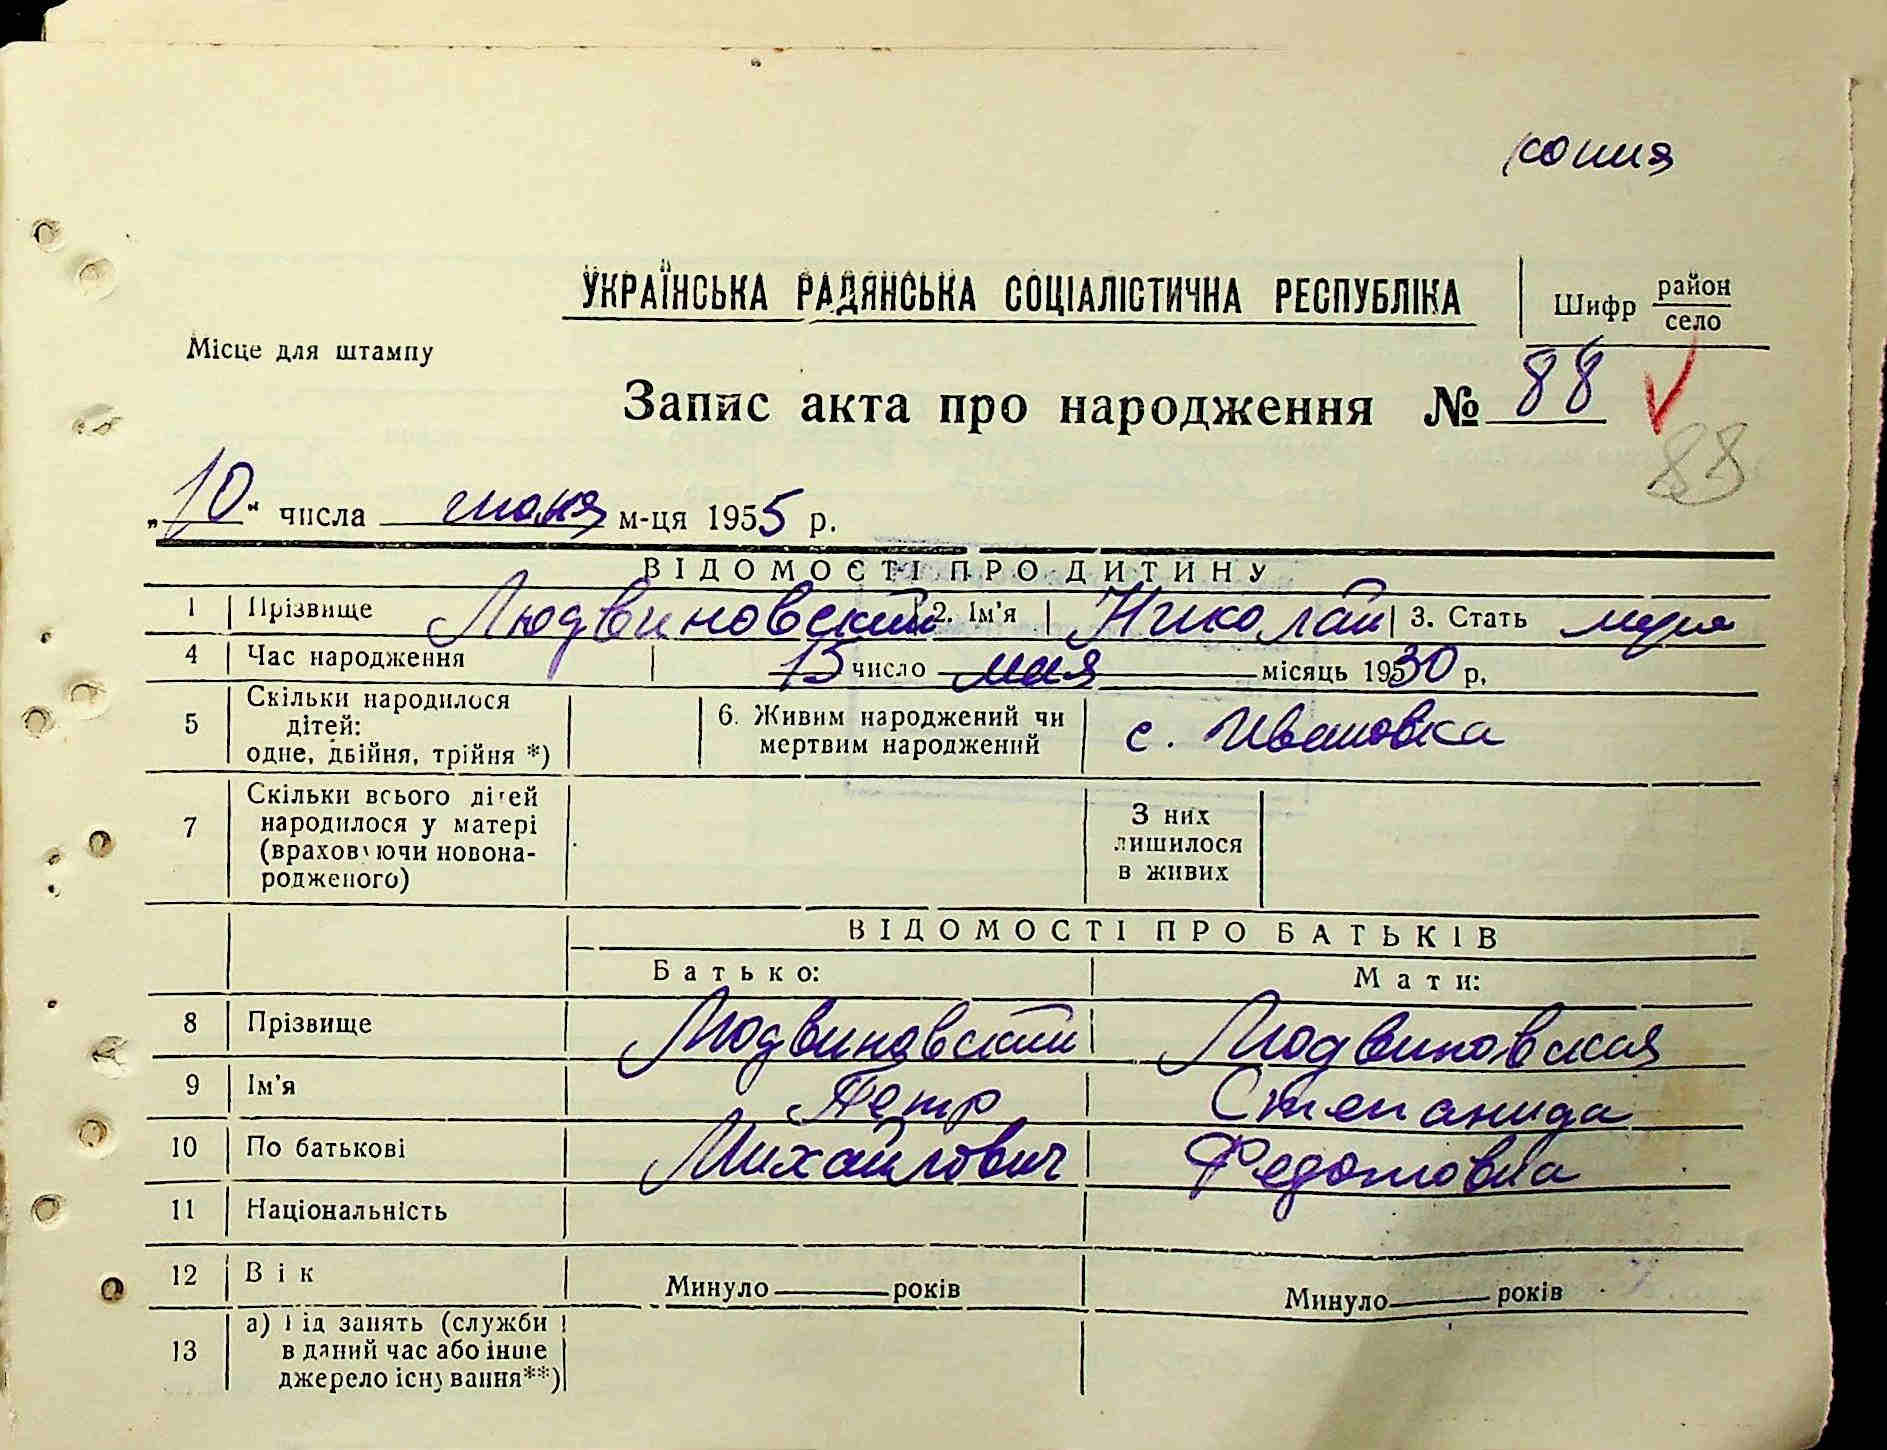 копия
УКРАЇНСЬКА РАДЯНСЬКА СОЦІАЛІСТИЧНА РЕСПУБЛІКА
Шифр район
село
Місце для штампу
Запис акта про народження № 88
88
„10“ числа июня м-ця 1955 р.
ВІДОМОСТІ ПРО ДИТИНУ
1 Прізвище Людвиновский 2. Ім'я Николай 3. Стать муж
4 Час народження 15 число мая місяць 1930 р.
5 Скільки народилося дітей: одне, двійня, трійня *) 6. Живим народжений чи мертвим народжений с. Ивановка
7 Скільки всього дітей народилося у матері (враховуючи новонародженого) З них лишилося в живих
ВІДОМОСТІ ПРО БАТЬКІВ
Батько: Мати:
8 Прізвище Людвиновский Людвиновская
9 Ім'я Петр Степанида
10 По батькові Михайлович Федотовна
11 Національність
12 Вік Минуло років Минуло років
13 а) Рід занять (служби в даний час або інше джерело існування**)